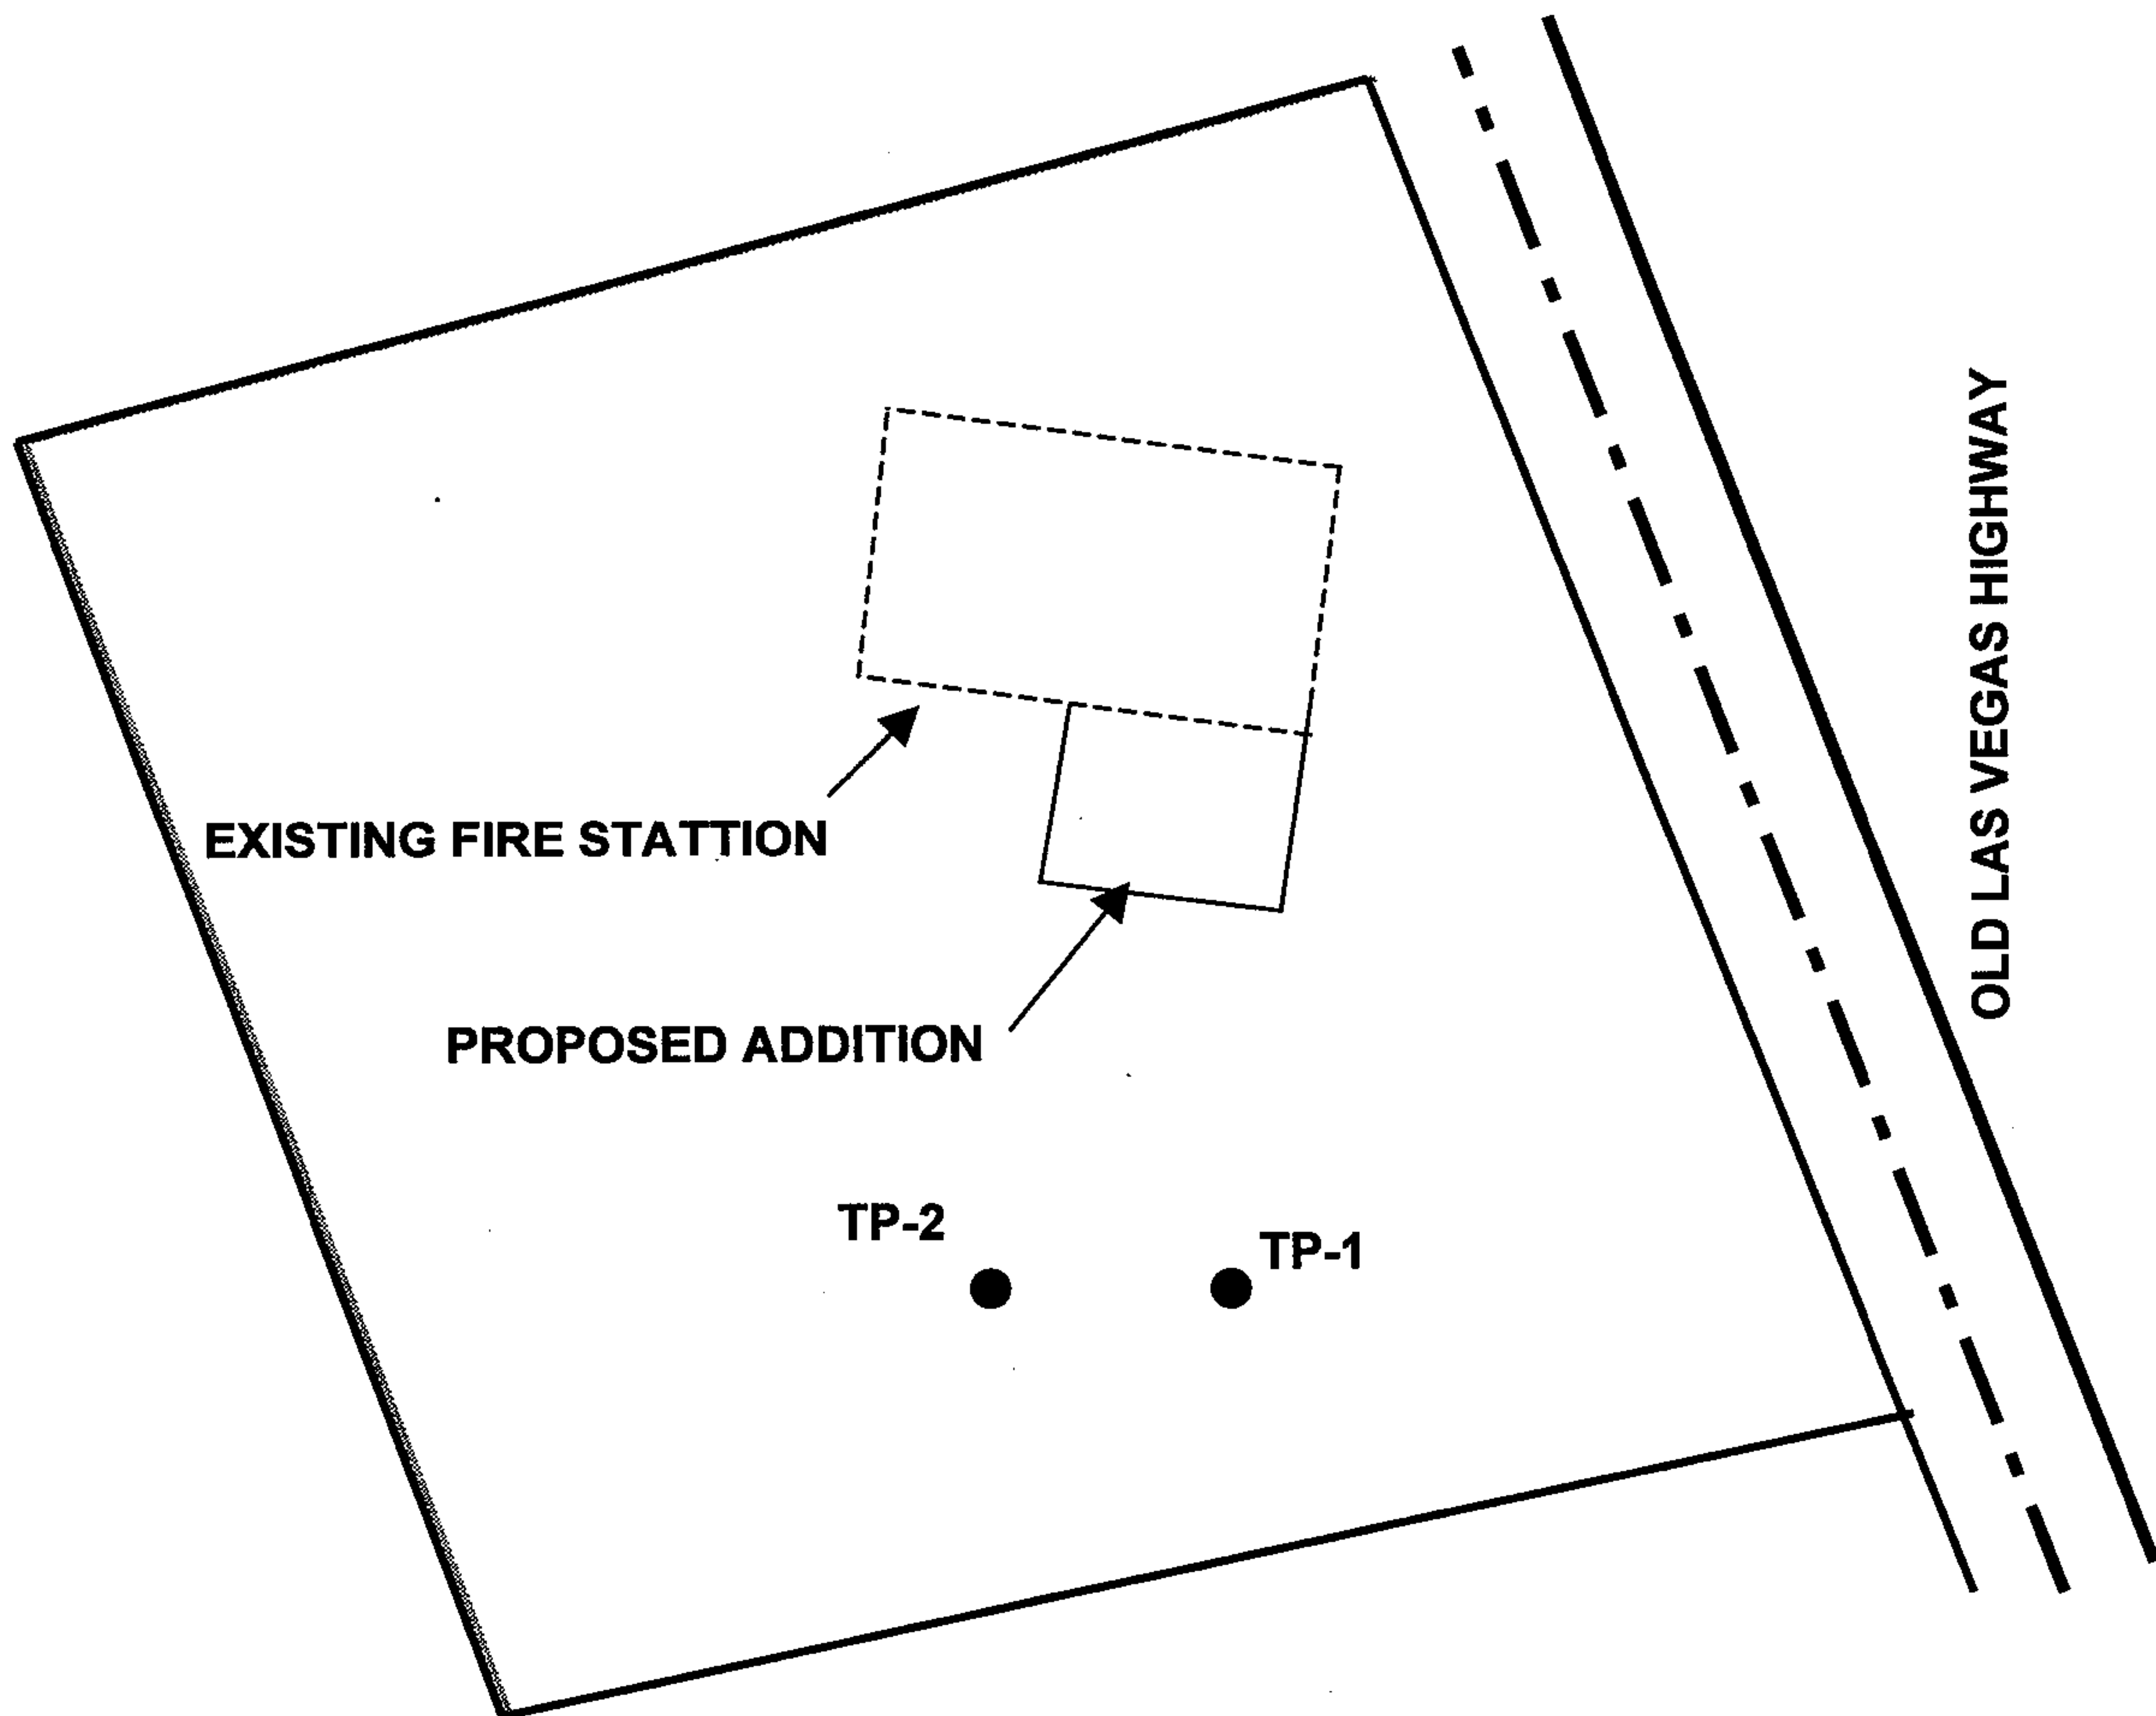 OLD LAS VEGAS HIGHWAY
EXISTING FIRE STATTION
PROPOSED ADDITION
TP-2
TP-1